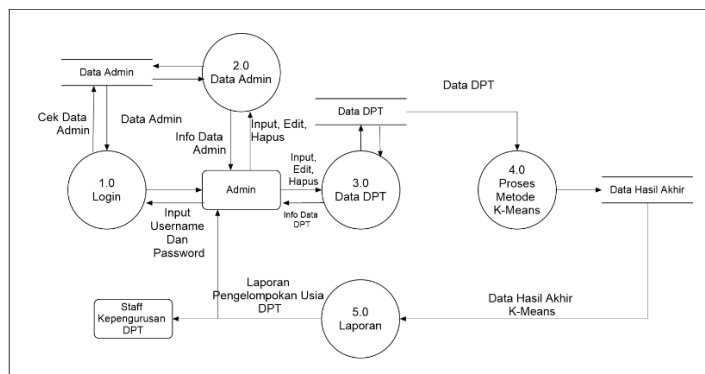 2.0
Data Admin
Data Admin
Cek Data
Admin
Data Admin
Info Data
Admin
Input, Edit,
Hapus
Data DPT
Data DPT
1.0
Login
Admin
Input,
Edit,
Hapus
3.0
Data DPT
Info Data
DPT
4.0
Proses
Metode
K-Means
Data Hasil Akhir
Input
Username
Dan
Password
Laporan
Pengelompokan Usia
DPT
Staff
Kepengurusan
DPT
5.0
Laporan
Data Hasil Akhir
K-Means